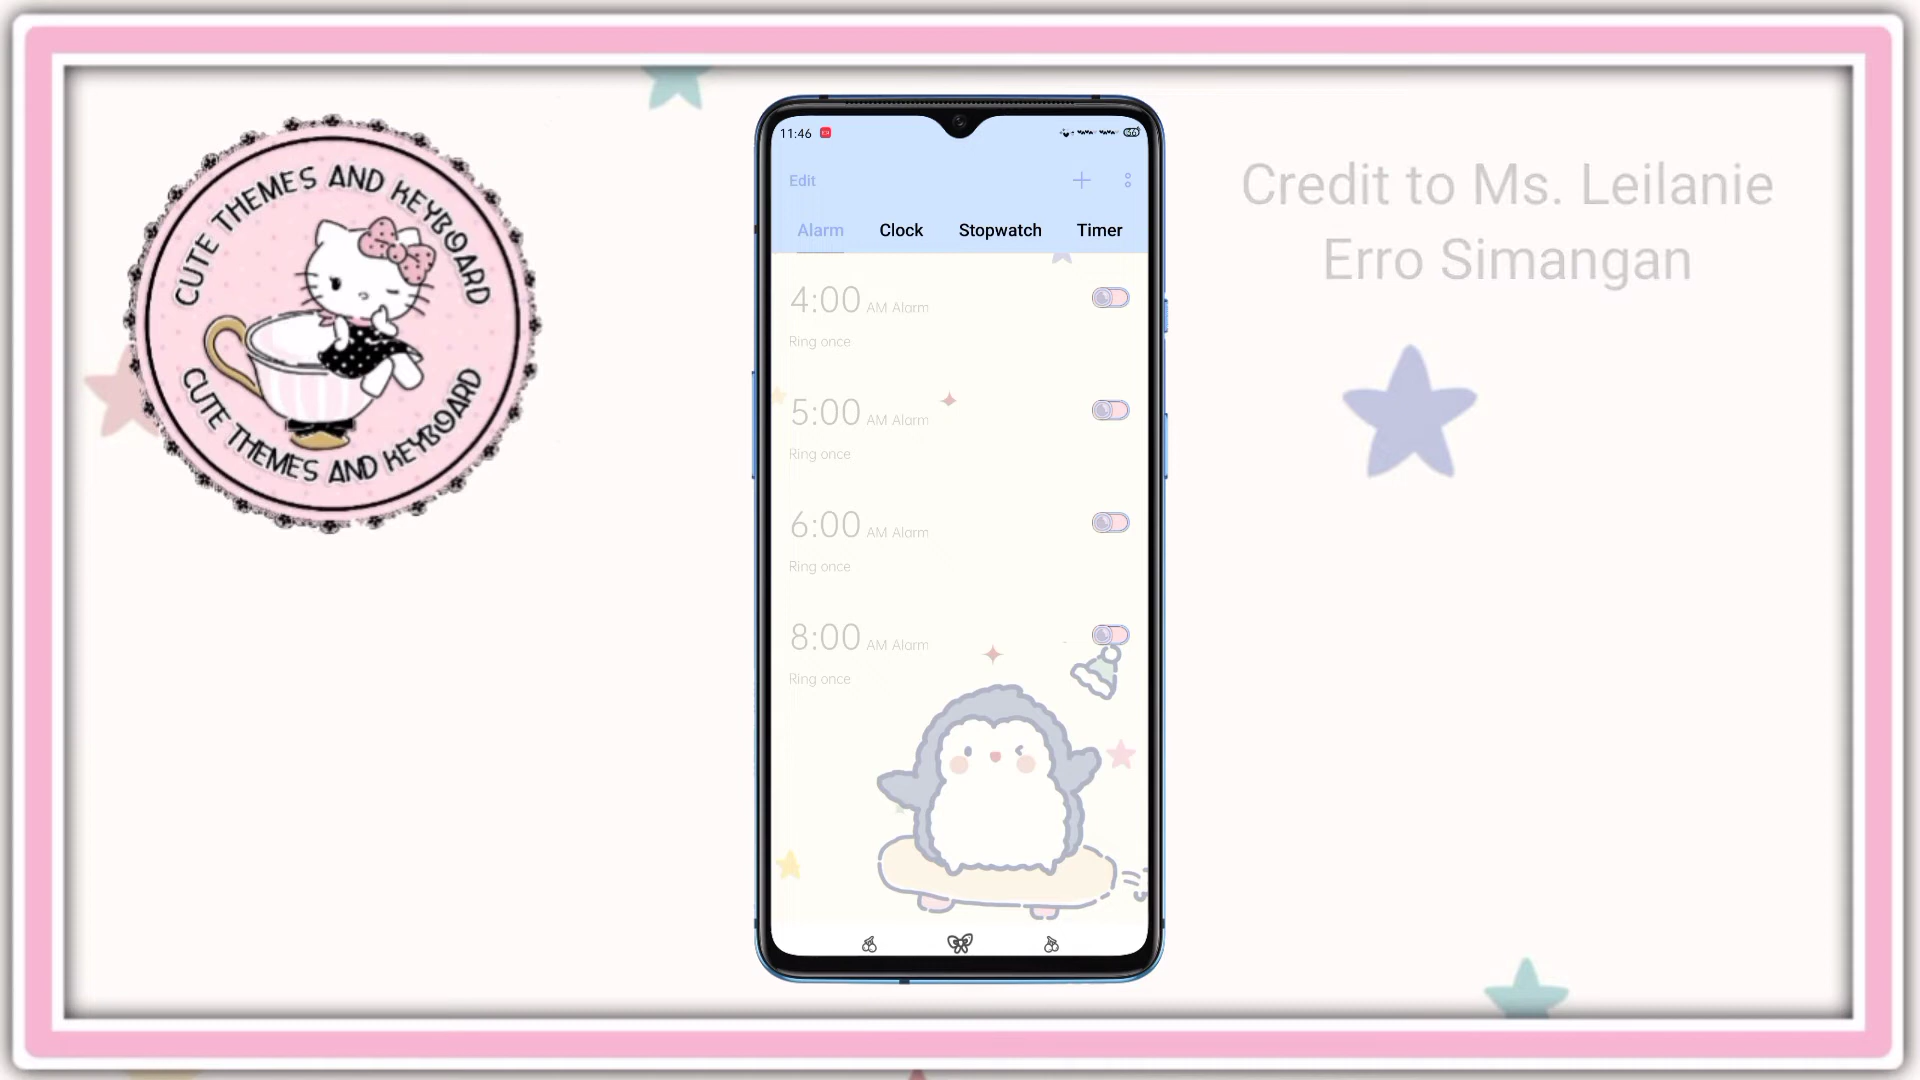 CUTE THEMES AND KEYBOARD
CUTE THEMES AND KEYBOARD
11:46
Edit
Alarm Clock Stopwatch Timer
4:00 AM Alarm
Ring once
5:00 AM Alarm
Ring once
6:00 AM Alarm
Ring once
8:00 AM Alarm
Ring once
Credit to Ms. Leilanie
Erro Simangan